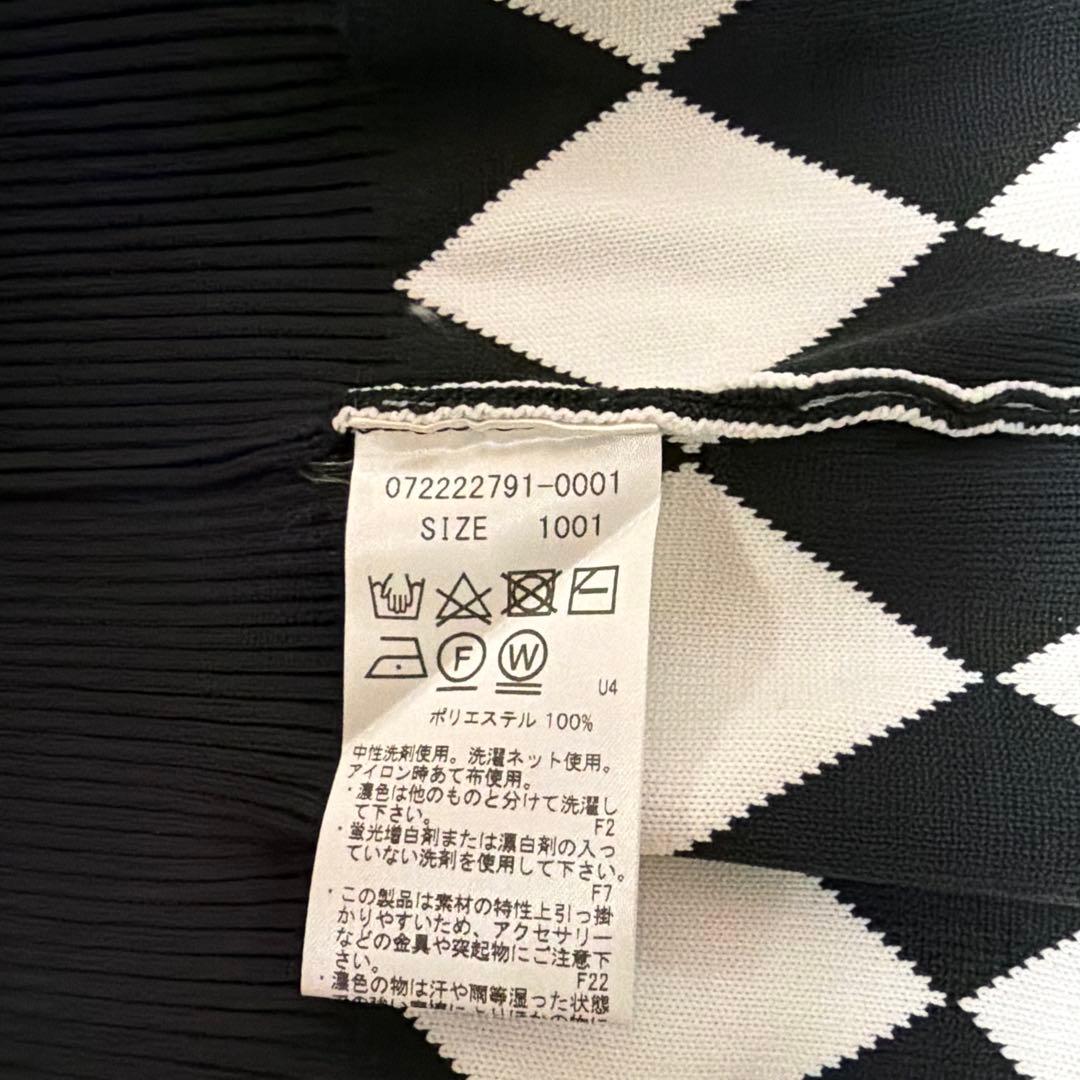 072222791-0001
SIZE 1001
F W
U4
ポリエステル 100%
中性洗剤使用。洗濯ネット使用。
アイロン時あて布使用。
・濃色は他のものと分けて洗濯し
て下さい。
F2
・蛍光増白剤または漂白剤の入っ
ていない洗剤を使用して下さい。
F7
・この製品は素材の特性上引っ掛
かりやすいため、アクセサリー
などの金具や突起物にご注意下
さい。
F22
・濃色の物は汗や雨等湿った状態